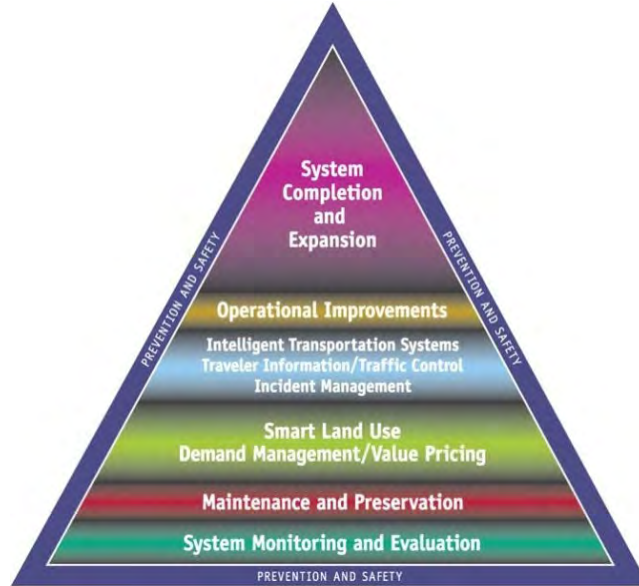 System
Completion
and
Expansion
PREVENTION AND SAFETY
PREVENTION AND SAFETY
Operational Improvements
Intelligent Transportation Systems
Traveler Information/Traffic Control
Incident Management
Smart Land Use
Demand Management/Value Pricing
Maintenance and Preservation
System Monitoring and Evaluation
PREVENTION AND SAFETY